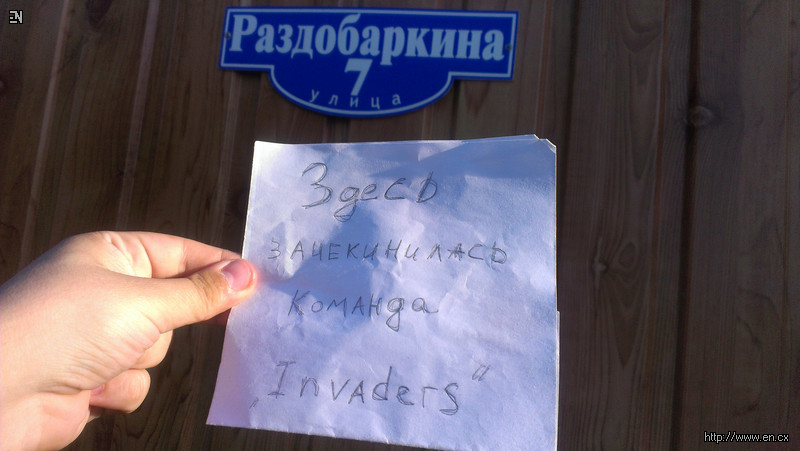 EN
Раздобаркина
7
улица
Здесь
зачекинилась
команда
„Invaders“
http://www.en.cx